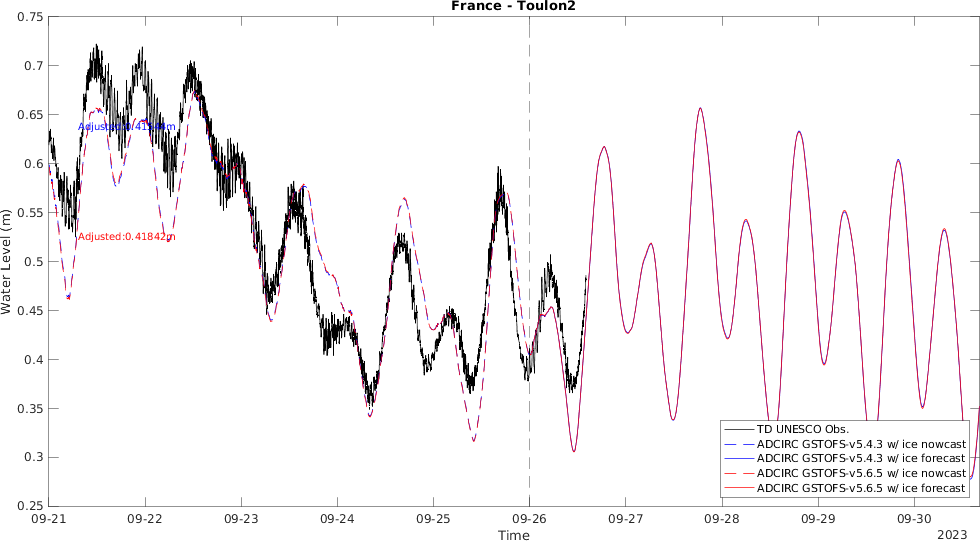 France - Toulon2
0.75
0.7
0.65
0.6
0.55
0.5
0.45
0.4
0.35
0.3
0.25
Water Level (m)
Adjusted:0.41842m
TD UNESCO Obs.
ADCIRC GSTOFS-v5.4.3 w/ ice nowcast
ADCIRC GSTOFS-v5.4.3 w/ ice forecast
ADCIRC GSTOFS-v5.6.5 w/ ice nowcast
ADCIRC GSTOFS-v5.6.5 w/ ice forecast
09-21 09-22 09-23 09-24 09-25 09-26 09-27 09-28 09-29 09-30
Time
2023